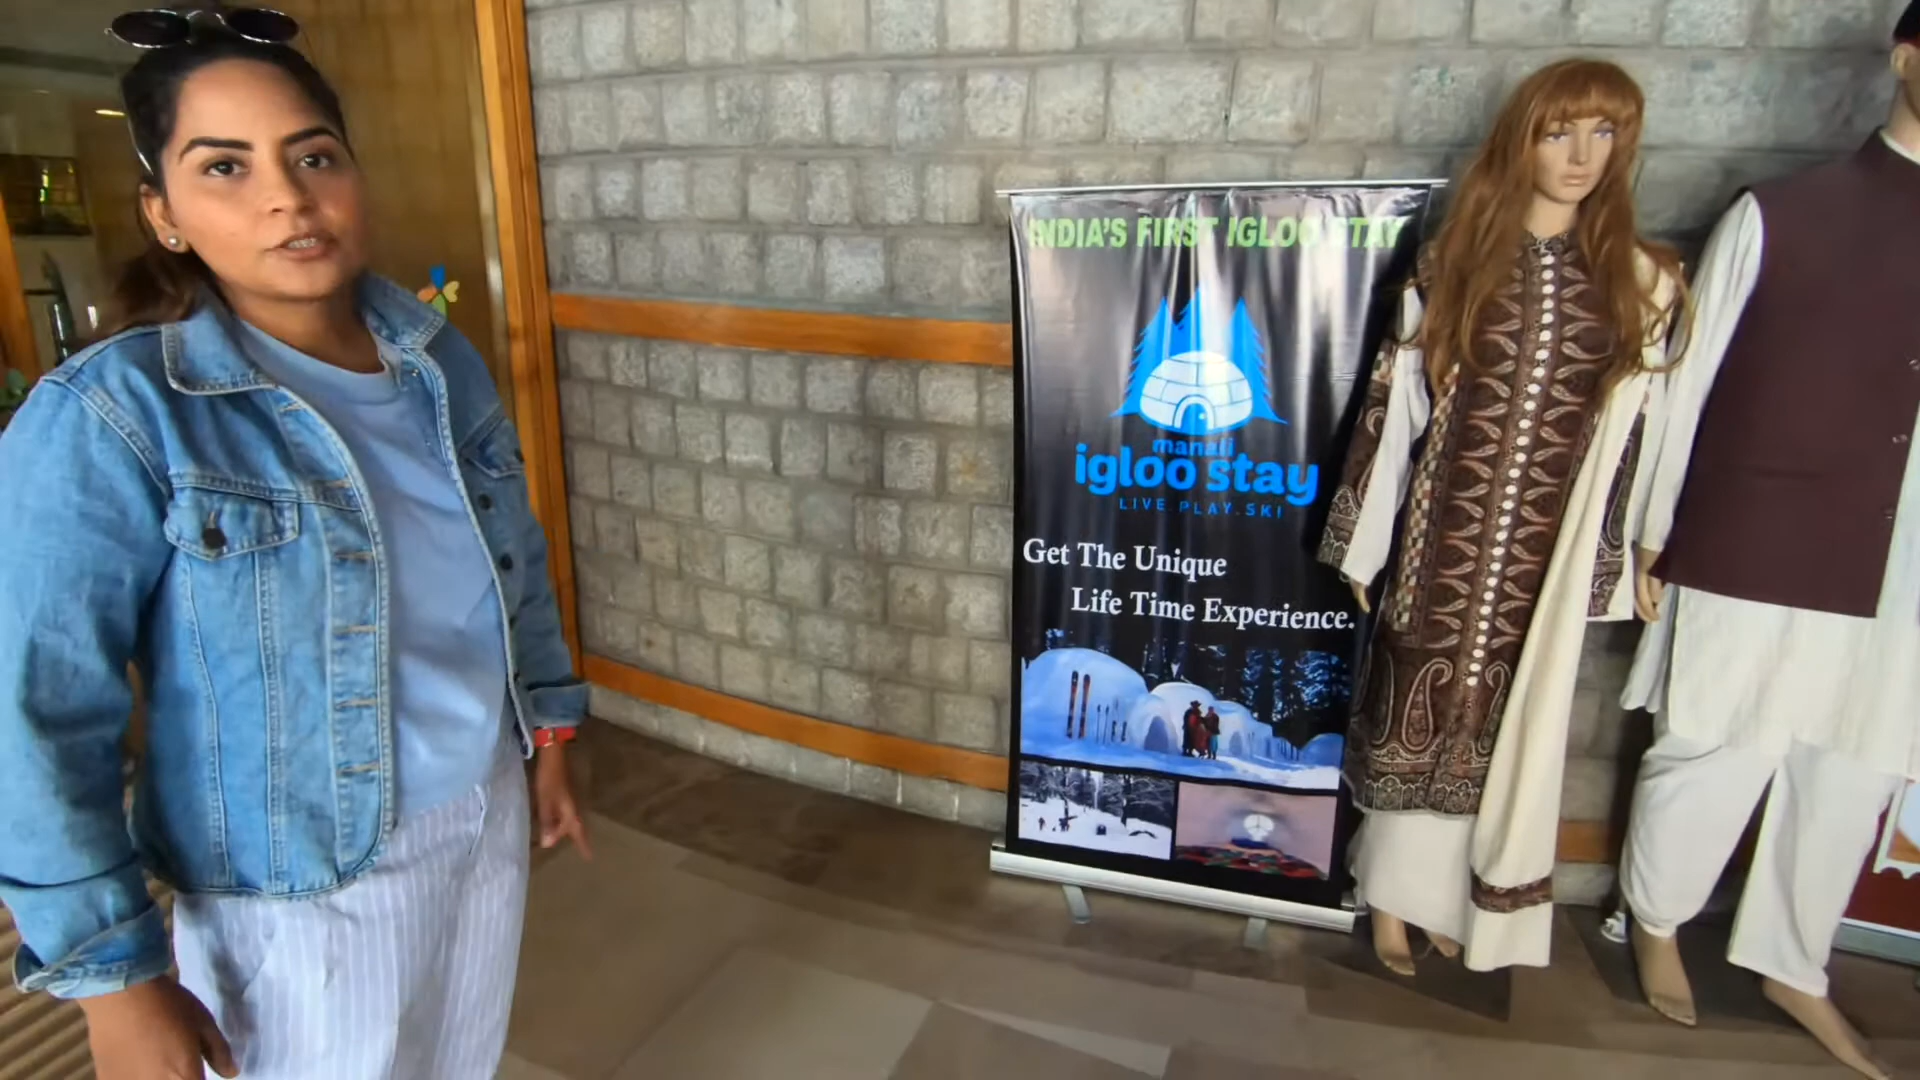 INDIA'S FIRST IGLOO STAY
manali
igloo stay
LIVE.PLAY.SKI
Get The Unique
Life Time Experience.